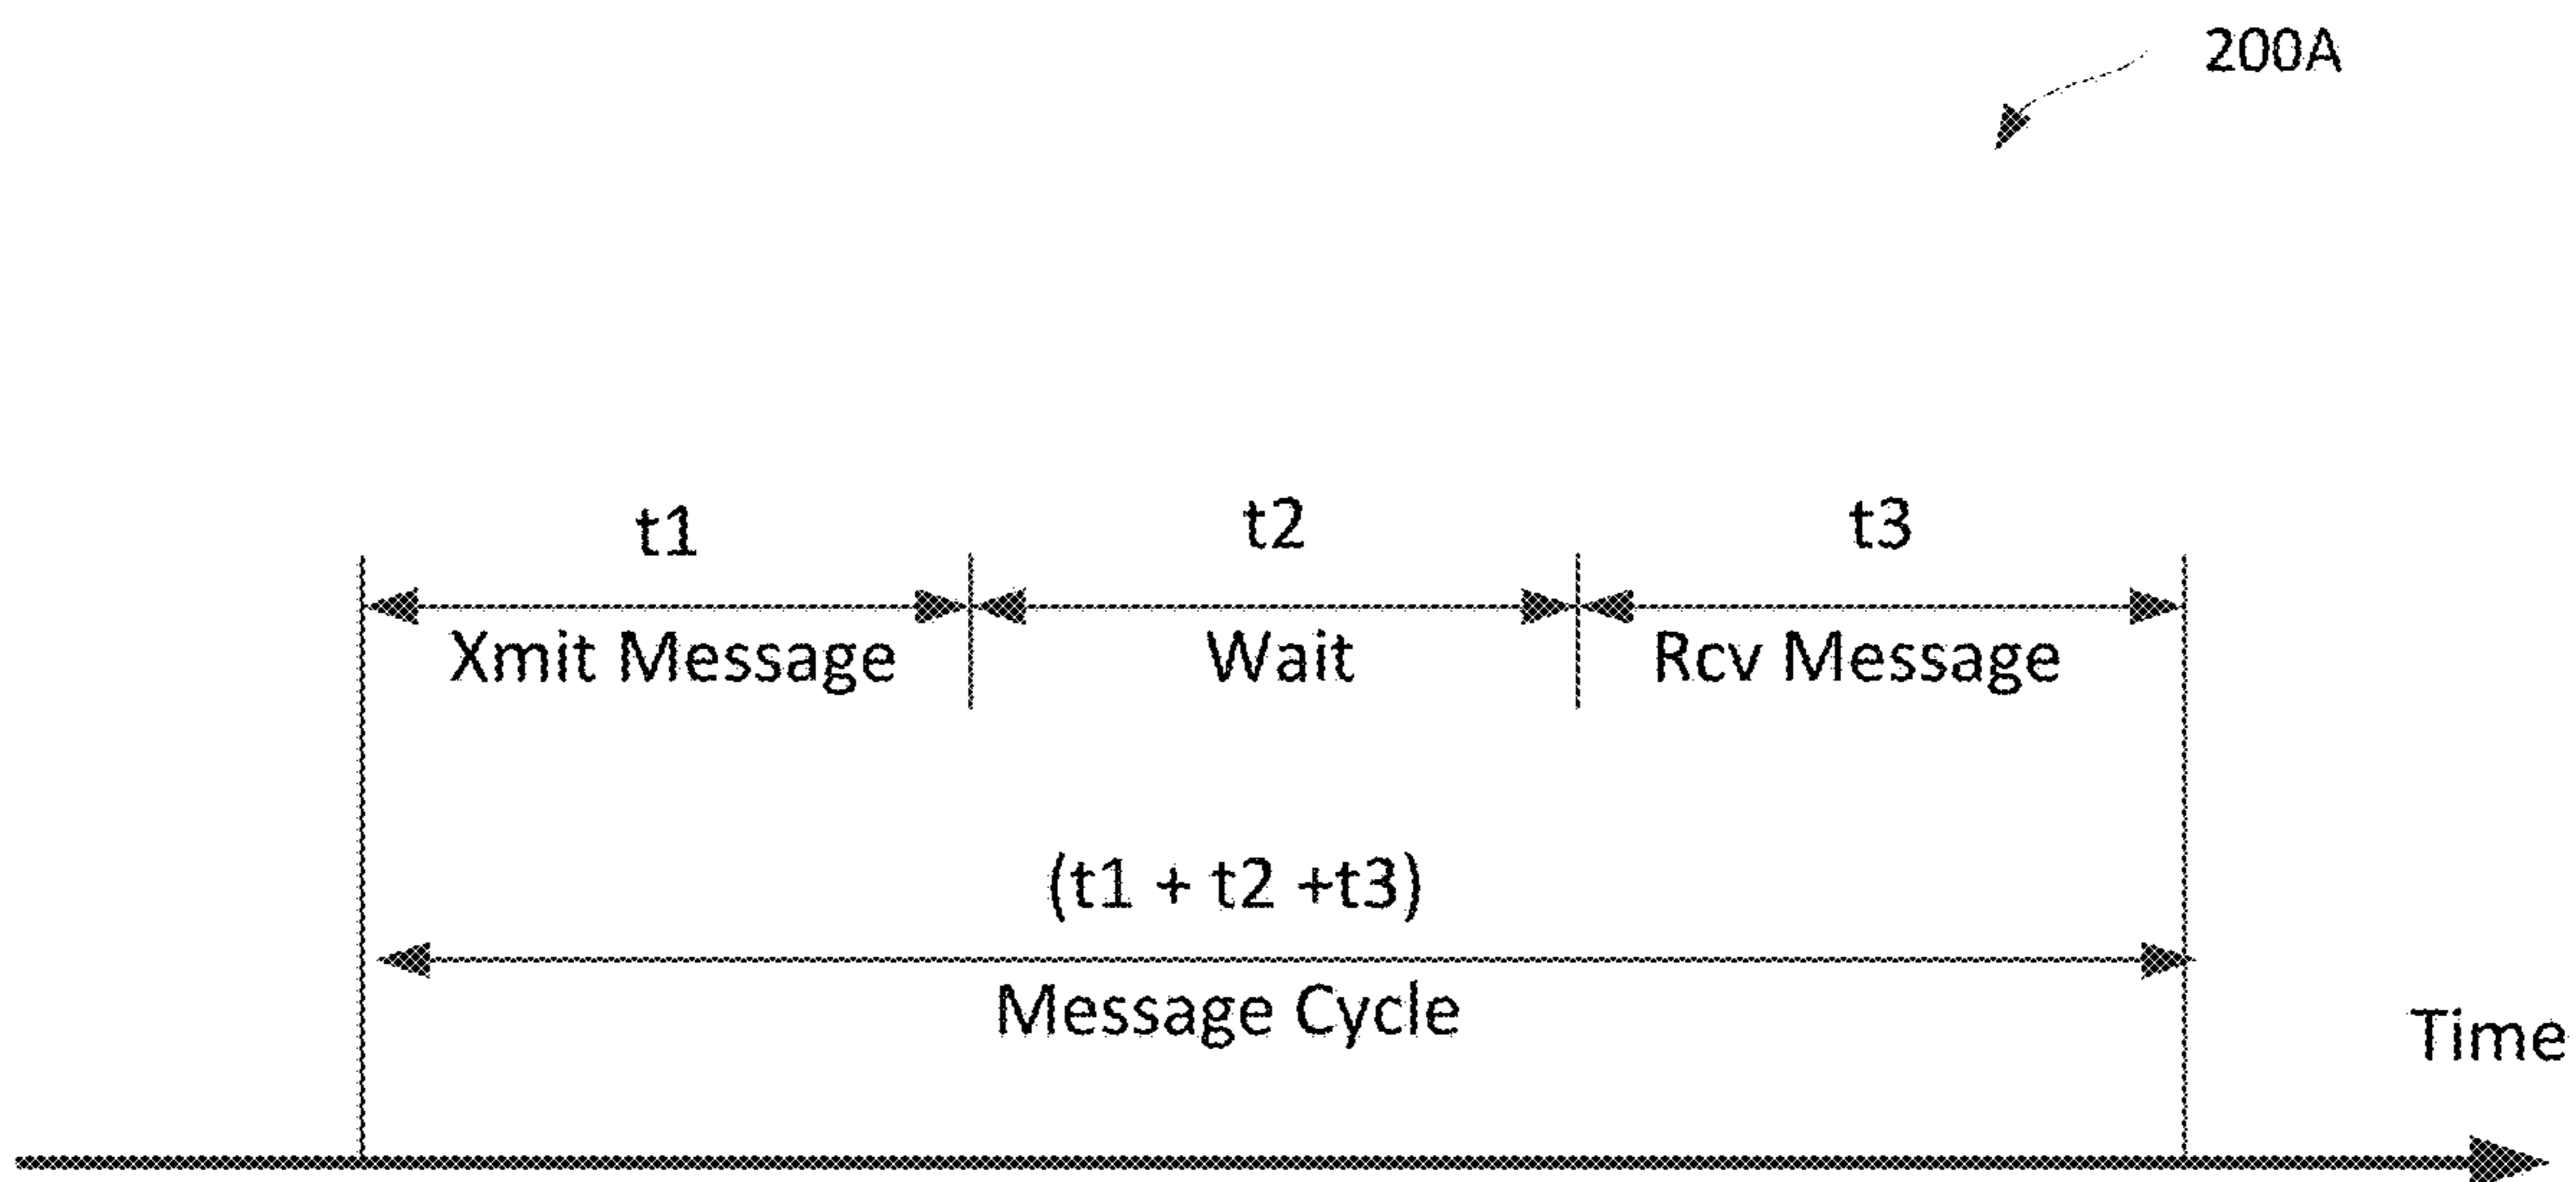 200A
t1
t2
t3
Xmit Message
Wait
Rcv Message
(t1 + t2 +t3)
Message Cycle
Time